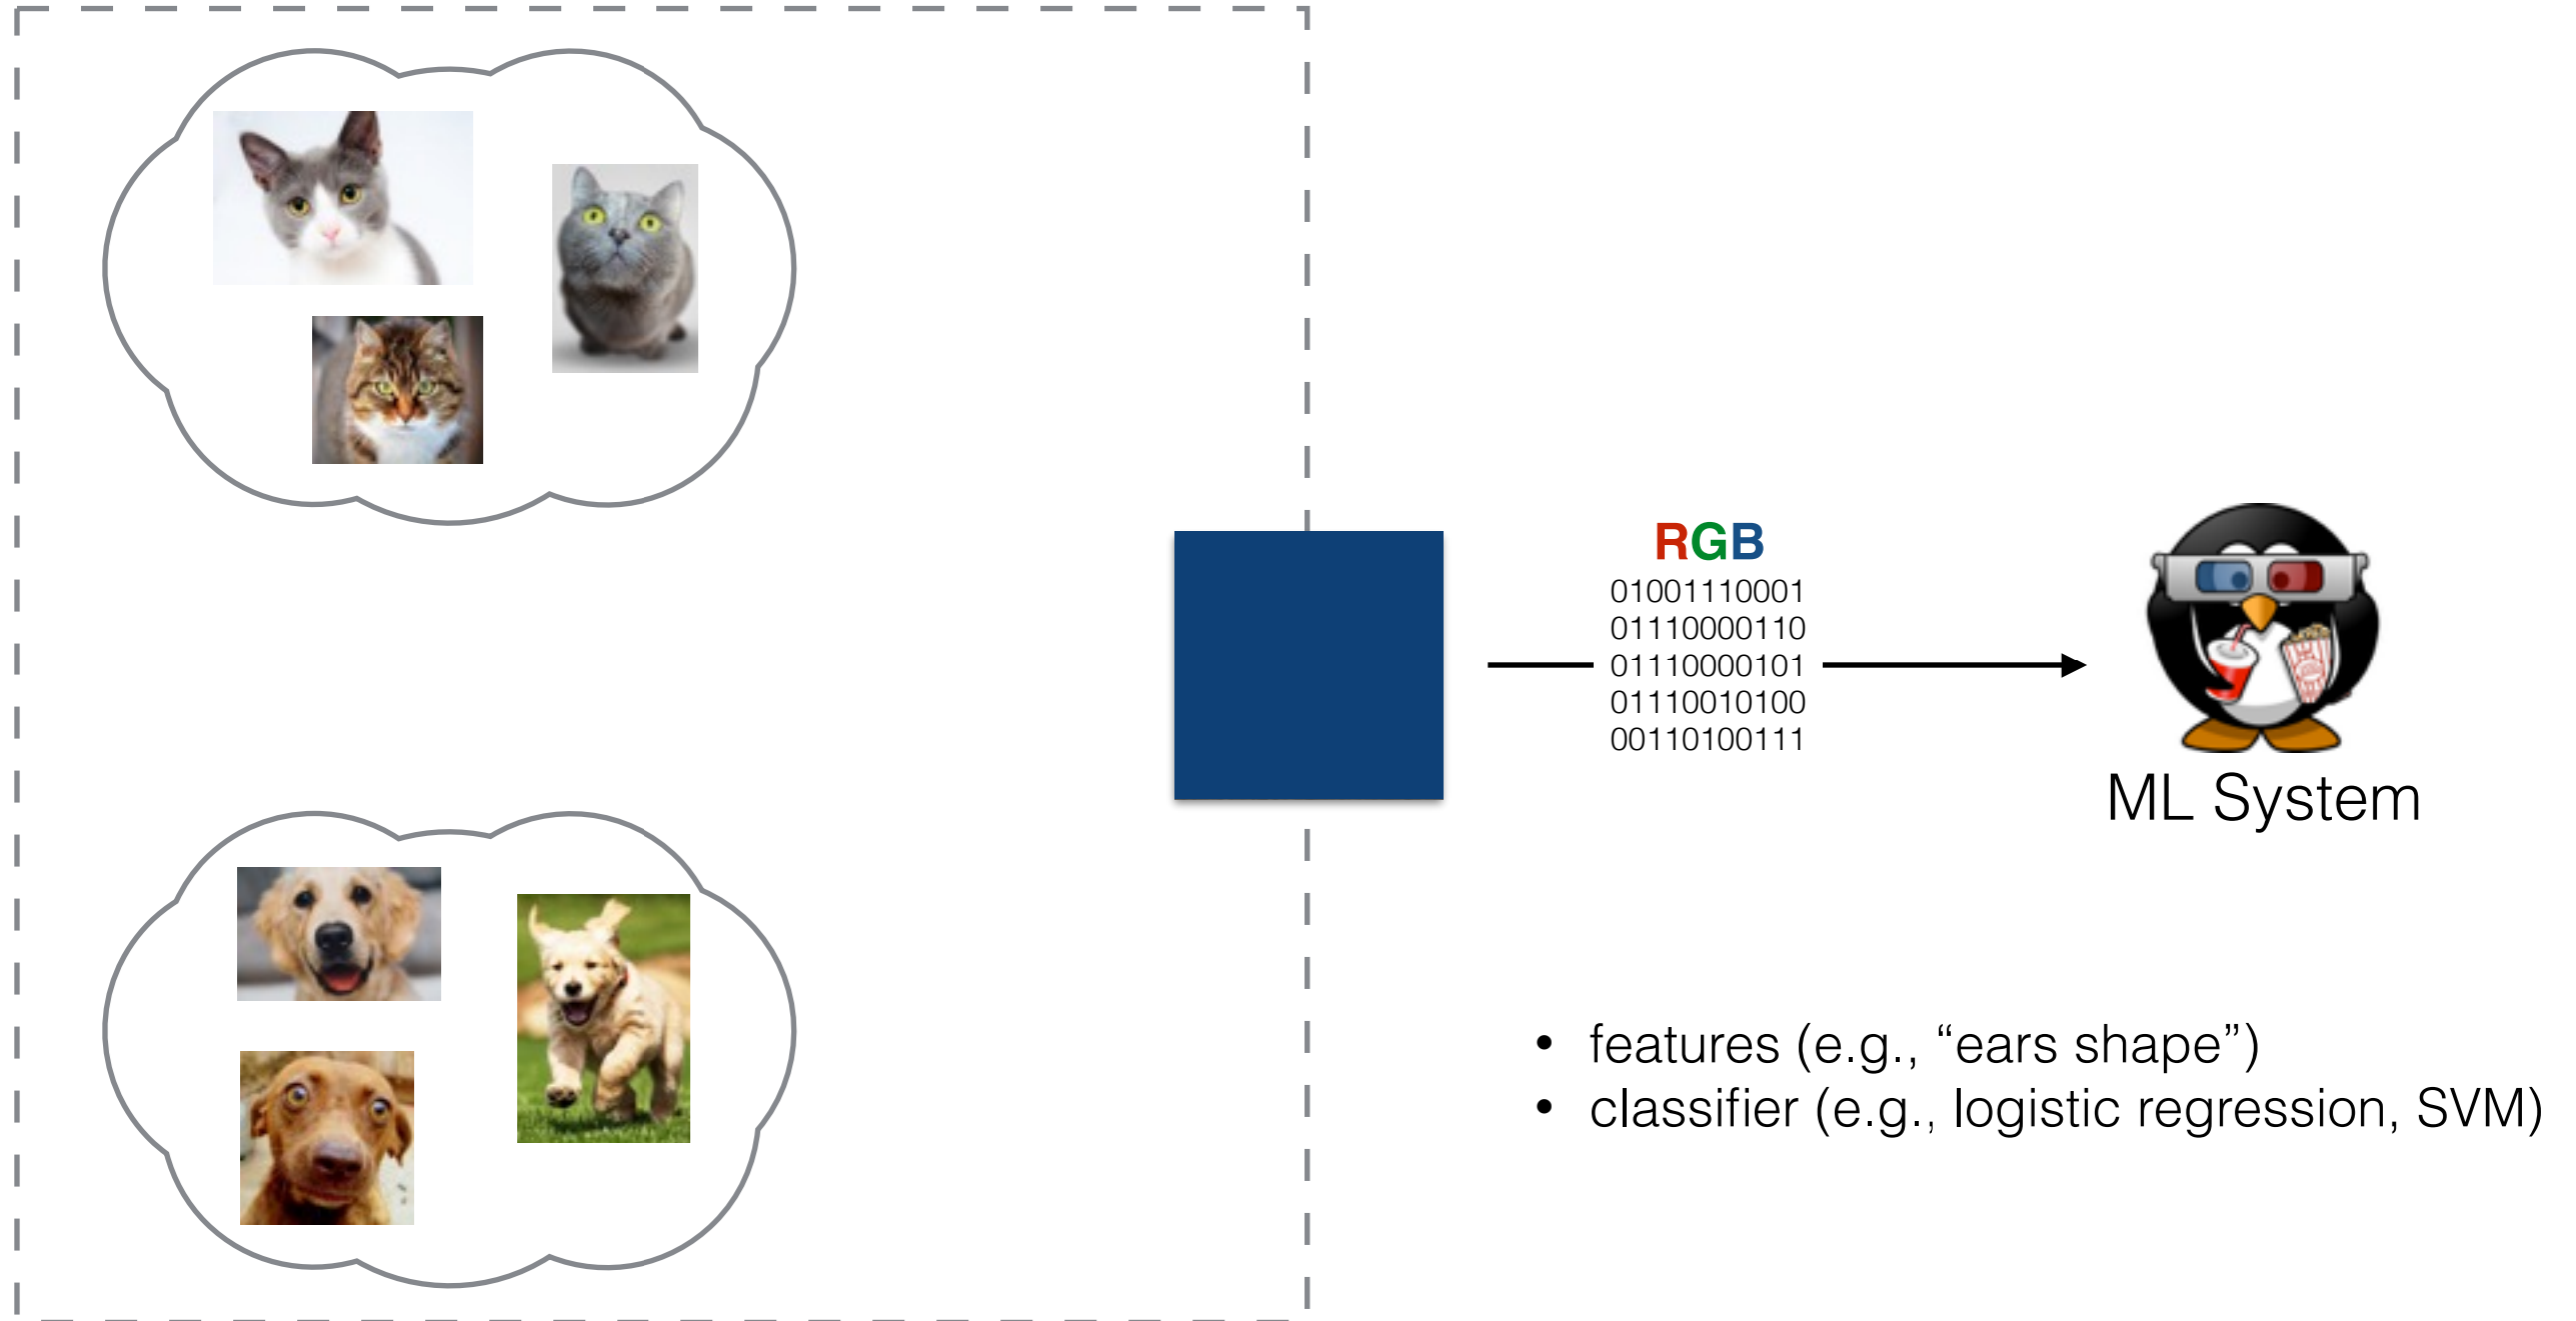 RGB
01001110001
01110000110
01110000101
01110010100
00110100111
ML System
• features (e.g., “ears shape”)
• classifier (e.g., logistic regression, SVM)